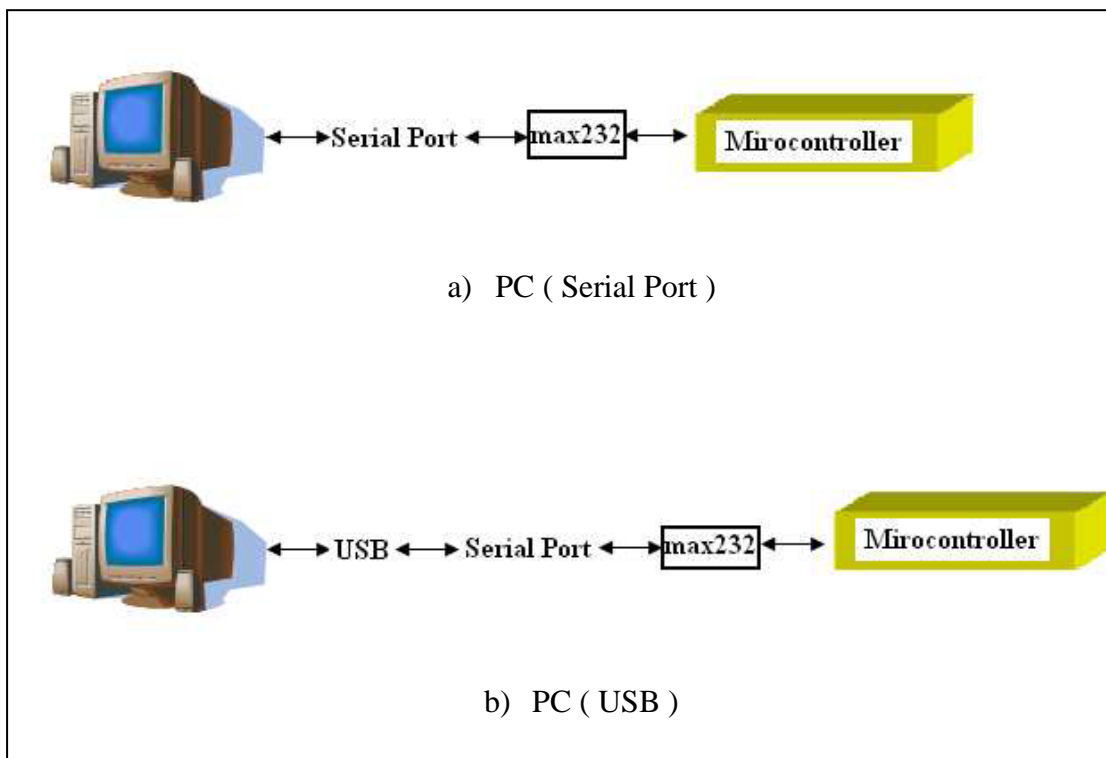 Serial Port max232 Mirocontroller
a) PC ( Serial Port )
USB Serial Port max232 Mirocontroller
b) PC ( USB )